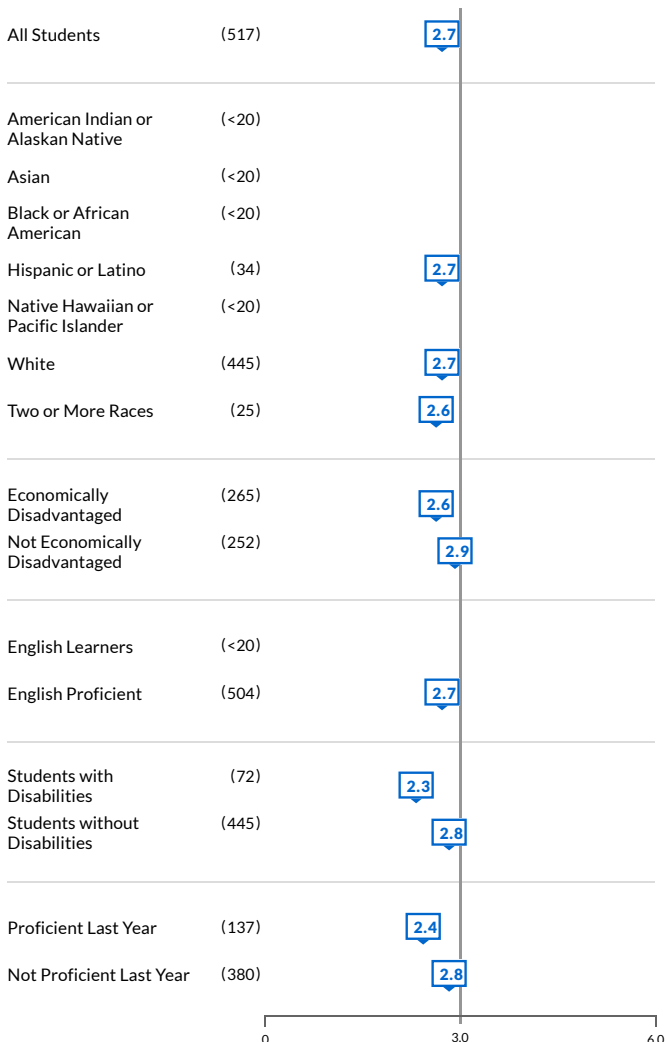 All Students (517) 2.7
American Indian or (<20)
Alaskan Native
Asian (<20)
Black or African (<20)
American
Hispanic or Latino (34) 2.7
Native Hawaiian or (<20)
Pacific Islander
White (445) 2.7
Two or More Races (25) 2.6
Economically (265) 2.6
Disadvantaged
Not Economically (252) 2.9
Disadvantaged
English Learners (<20)
English Proficient (504) 2.7
Students with (72) 2.3
Disabilities
Students without (445) 2.8
Disabilities
Proficient Last Year (137) 2.4
Not Proficient Last Year (380) 2.8
0 3.0 6.0